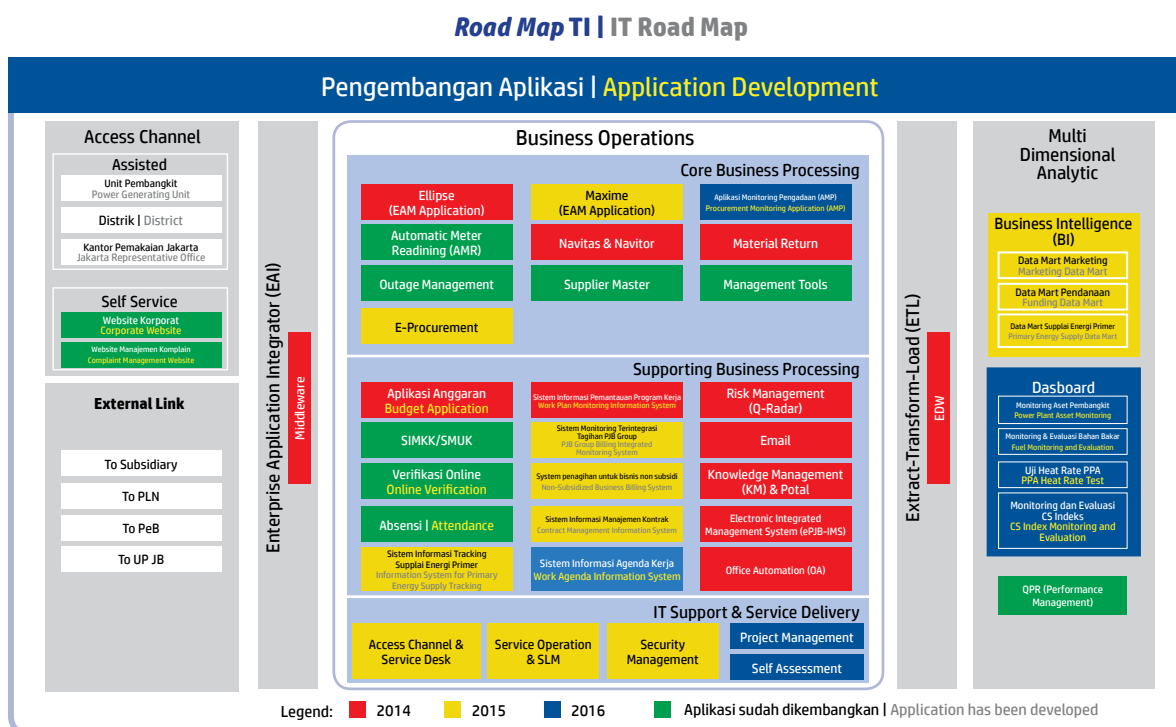 Road Map TI | IT Road Map
Pengembangan Aplikasi | Application Development
Access Channel
Assisted
Unit Pembangkit
Power Generating Unit
Distrik | District
Kantor Pemakaian Jakarta
Jakarta Representative Office
Self Service
Website Korporat
Corporate Website
Website Manajemen Komplain
Complaint Management Website
External Link
To Subsidiary
To PLN
To PeB
To UP JB
Enterprise Application Integrator (EAI)
Middleware
Business Operations
Core Business Processing
Ellipse
(EAM Application)
Maxime
(EAM Application)
Aplikasi Monitoring Pengadaan (AMP)
Procurement Monitoring Application (AMP)
Automatic Meter
Readining (AMR)
Navitas & Navitor
Material Return
Outage Management
Supplier Master
Management Tools
E-Procurement
Supporting Business Processing
Aplikasi Anggaran
Budget Application
Sistem Informasi Pemantauan Program Kerja
Work Plan Monitoring Information System
Risk Management
(Q-Radar)
SIMKK/SMUK
Sistem Monitoring Terintegrasi
Tagihan PJB Group
PJB Group Billing Integrated
Monitoring System
Email
Verifikasi Online
Online Verification
System penagihan untuk bisnis non subsidi
Non-Subsidized Business Billing System
Knowledge Management
(KM) & Potal
Absensi | Attendance
Sistem Informasi Manajemen Kontrak
Contract Management Information System
Electronic Integrated
Management System (ePJB-IMS)
Sistem Informasi Tracking
Supplai Energi Primer
Information System for Primary
Energy Supply Tracking
Sistem Informasi Agenda Kerja
Work Agenda Information System
Office Automation (OA)
IT Support & Service Delivery
Access Channel &
Service Desk
Service Operation
& SLM
Security
Management
Project Management
Self Assessment
Extract-Transform-Load (ETL)
EDW
Multi
Dimensional
Analytic
Business Intelligence
(BI)
Data Mart Marketing
Marketing Data Mart
Data Mart Pendanaan
Funding Data Mart
Data Mart Supplai Energi Primer
Primary Energy Supply Data Mart
Dasboard
Monitoring Aset Pembangkit
Power Plant Asset Monitoring
Monitoring & Evaluasi Bahan Bakar
Fuel Monitoring and Evaluation
Uji Heat Rate PPA
PPA Heat Rate Test
Monitoring dan Evaluasi
CS Indeks
CS Index Monitoring and
Evaluation
QPR (Performance
Management)
Legend: 2014 2015 2016 Aplikasi sudah dikembangkan | Application has been developed